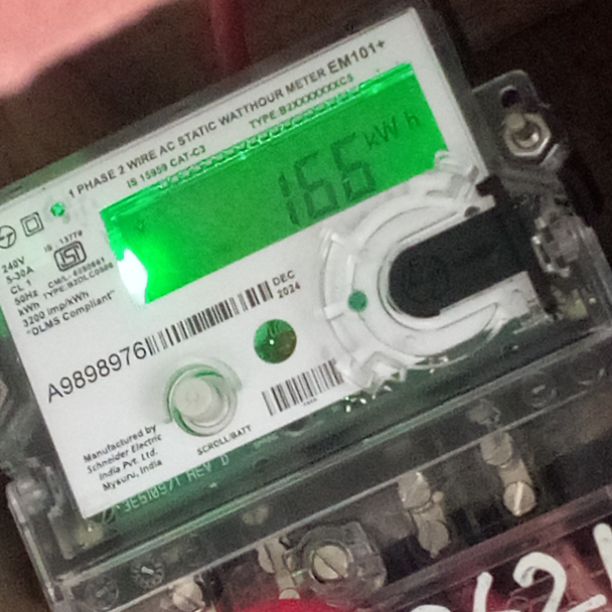 1 PHASE 2 WIRE AC STATIC WATTHOUR METER EM101+
IS 15959 CAT-C3
TYPE:B2XXXXXXXC5
166 kWh
240V
5-30A
CL 1
50Hz
kWh
3200 imp/kWh
"DLMS Compliant"
IS 13779
DEC
2024
A9898976
SCROLL/BATT
Manufactured by
Schneider Electric
India Pvt. Ltd.
Mysuru, India
REV D